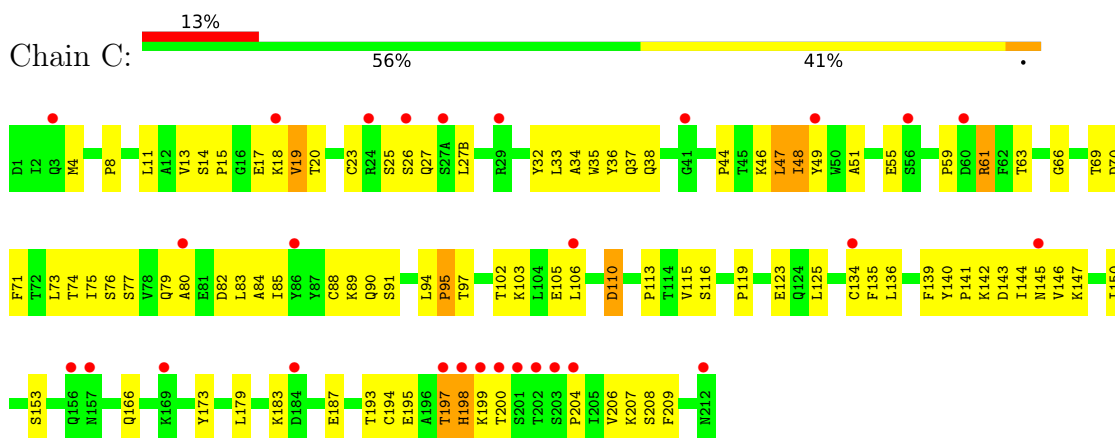 13%
Chain C:
56% 41% •
D1 I2 Q3 M4 P8 L11 A12 V13 S14 P15 G16 E17 K18 V19 T20 C23 R24 S25 S26 Q27 S27A L27B R29 Y32 L33 A34 W35 Y36 Q37 Q38 G41 P44 T45 K46 L47 I48 Y49 W50 A51 E55 S56 P59 D60 R61 F62 T63 G66 T69 D70
F71 T72 L73 T74 I75 S76 S77 V78 Q79 A80 E81 D82 L83 A84 I85 Y86 Y87 C88 K89 Q90 S91 L94 P95 T97 T102 K103 L104 E105 L106 D110 P113 T114 V115 S116 P119 E123 Q124 L125 C134 F135 L136 F139 Y140 P141 K142 D143 I144 N145 V146 K147 I150
S153 Q156 N157 Q166 K169 Y173 L179 K183 D184 E187 T193 C194 E195 A196 T197 H198 K199 T200 S201 T202 S203 P204 I205 V206 K207 S208 F209 N212